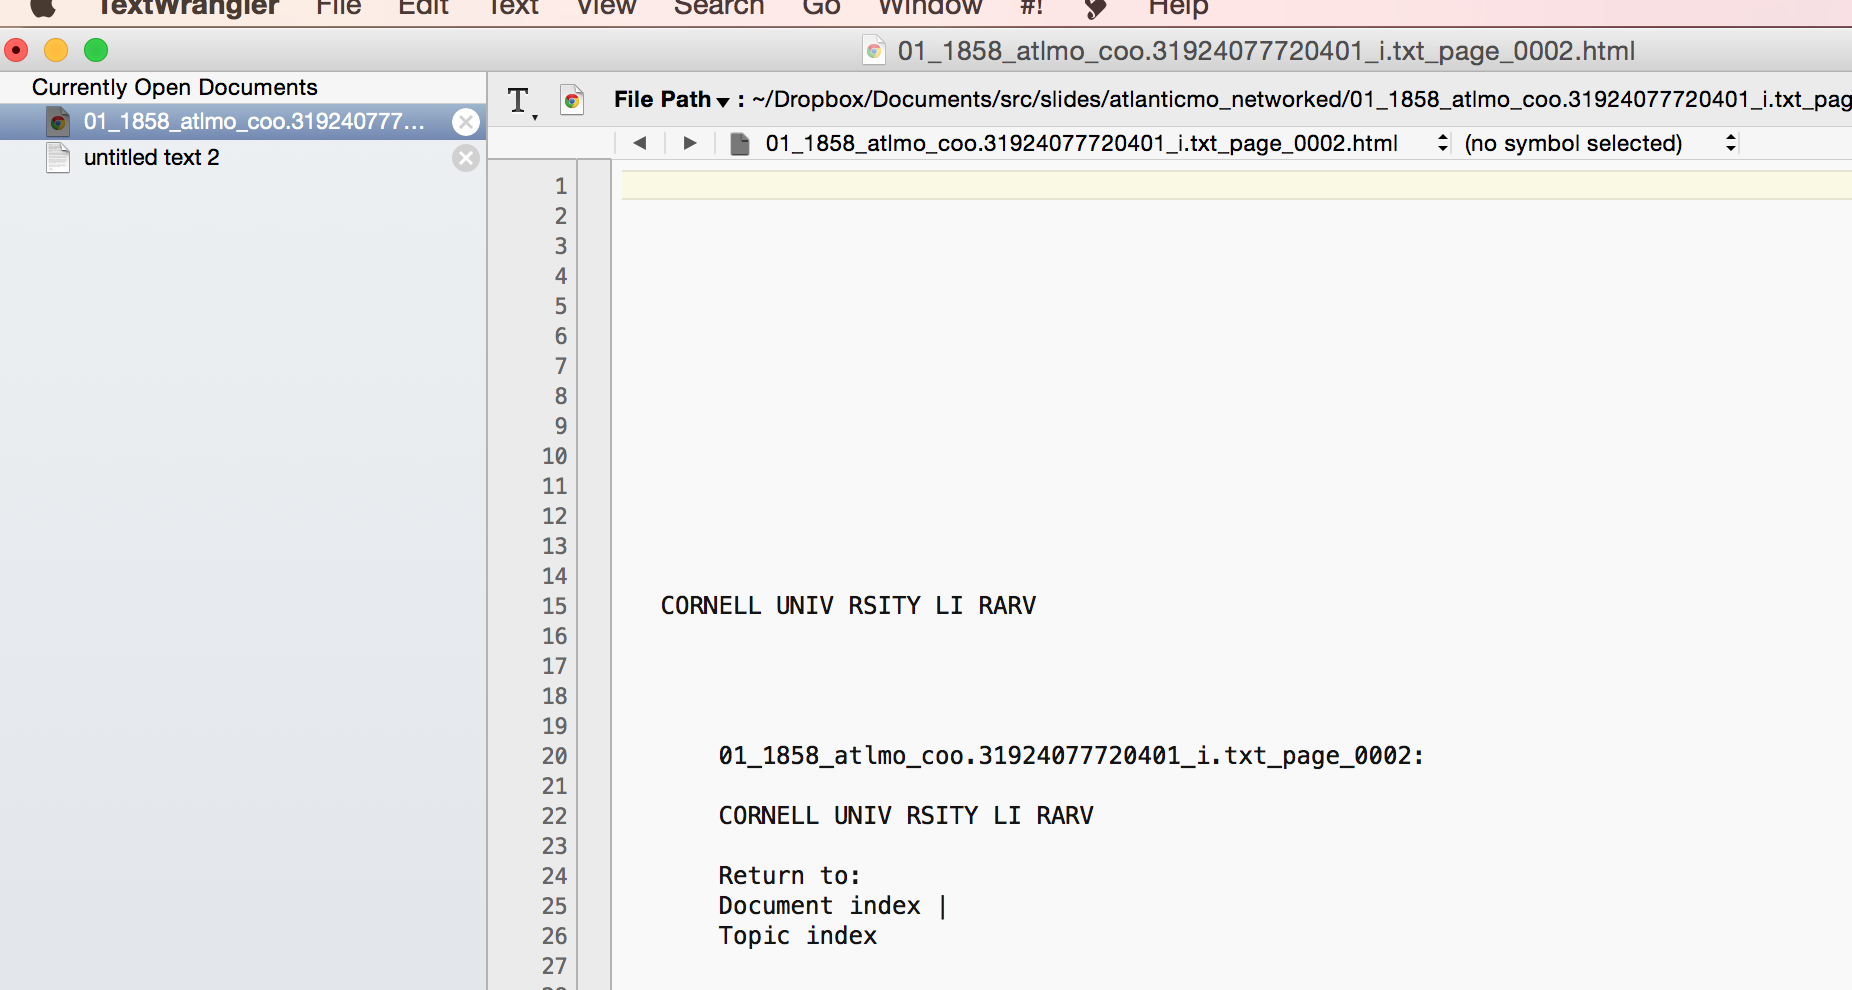 TextWrangler File Edit Text View Search Go Window #! Help
01_1858_atlmo_coo.31924077720401_i.txt_page_0002.html
Currently Open Documents
01_1858_atlmo_coo.319240777...
untitled text 2
File Path : ~/Dropbox/Documents/src/slides/atlanticmo_networked/01_1858_atlmo_coo.31924077720401_i.txt_pag
01_1858_atlmo_coo.31924077720401_i.txt_page_0002.html (no symbol selected)
1
2
3
4
5
6
7
8
9
10
11
12
13
14
15 CORNELL UNIV RSITY LI RARV
16
17
18
19
20 01_1858_atlmo_coo.31924077720401_i.txt_page_0002:
21
22 CORNELL UNIV RSITY LI RARV
23
24 Return to:
25 Document index |
26 Topic index
27